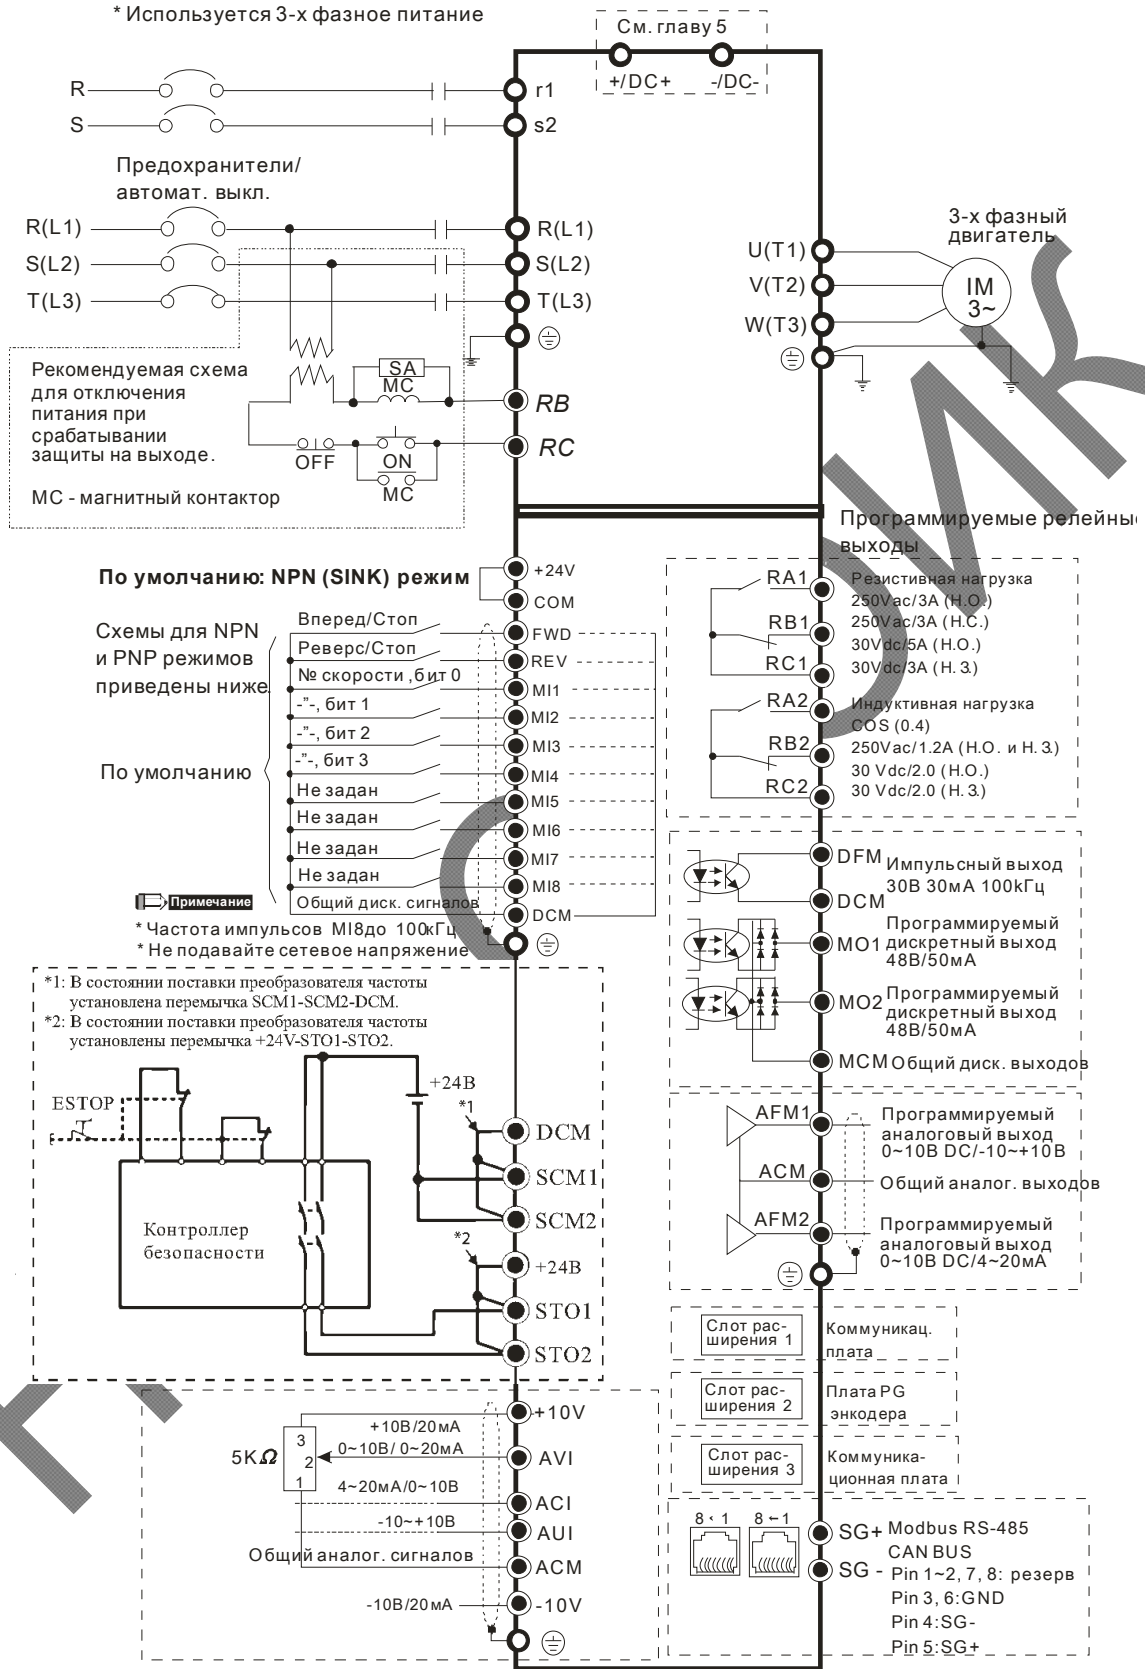 * Используется 3-х фазное питание
См. главу 5
+/DC+ -/DC-
R r1
S s2
Предохранители/
автомат. выкл.
R(L1) R(L1)
S(L2) S(L2)
T(L3) T(L3)
3-х фазный
двигатель
U(T1)
V(T2)
W(T3)
IM
3~
Рекомендуемая схема
для отключения
питания при
срабатывании
защиты на выходе.
МС - магнитный контактор
SA
MC
OFF
ON
MC
RB
RC
По умолчанию: NPN (SINK) режим
+24V
COM
Схемы для NPN
и PNP режимов
приведены ниже
По умолчанию
Вперед/Стоп FWD
Реверс/Стоп REV
№ скорости ,бит 0 MI1
-"-, бит 1 MI2
-"-, бит 2 MI3
-"-, бит 3 MI4
Не задан MI5
Не задан MI6
Не задан MI7
Не задан MI8
Общий диск. сигналов DCM
Примечание
* Частота импульсов MI8до 100кГц
* Не подавайте сетевое напряжение
Программируемые релейны
выходы
RA1
RB1
RC1
Резистивная нагрузка
250Vac/3A (Н.О.)
250Vac/3A (Н.С.)
30Vdc/5A (Н.О.)
30Vdc/3A (Н.З.)
RA2
RB2
RC2
Индуктивная нагрузка
COS (0.4)
250Vac/1.2A (Н.О. и Н.З.)
30 Vdc/2.0 (Н.О.)
30 Vdc/2.0 (Н.З.)
DFM
DCM
Импульсный выход
30В 30мА 100kГц
MO1
Программируемый
дискретный выход
48В/50мА
MO2
Программируемый
дискретный выход
48В/50мА
MCM Общий диск. выходов
*1: В состоянии поставки преобразователя частоты
установлена перемычка SCM1-SCM2-DCM.
*2: В состоянии поставки преобразователя частоты
установлены перемычка +24V-STO1-STO2.
ESTOP
Контроллер
безопасности
+24В
*1
DCM
SCM1
SCM2
*2
+24В
STO1
STO2
AFM1
Программируемый
аналоговый выход
0~10В DC/-10~+10В
ACM
Общий аналог. выходов
AFM2
Программируемый
аналоговый выход
0~10В DC/4~20мА
Слот рас-
ширения 1
Коммуникац.
плата
Слот рас-
ширения 2
Плата PG
энкодера
Слот рас-
ширения 3
Коммуника-
ционная плата
5KΩ
3
2
1
+10В/20мА +10V
0~10В/ 0~20мА AVI
4~20мА/0~10В ACI
-10~+10В AUI
Общий аналог. сигналов ACM
-10В/20мА -10V
8←1 8←1
SG+
SG -
Modbus RS-485
CAN BUS
Pin 1~2, 7, 8: резерв
Pin 3, 6:GND
Pin 4:SG-
Pin 5:SG+